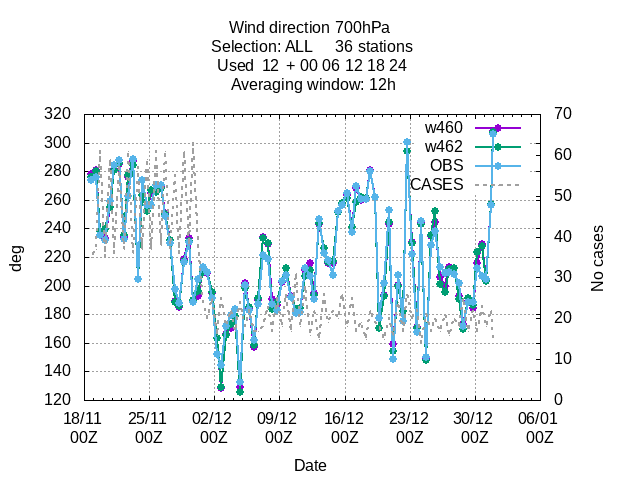 Wind direction 700hPa
Selection: ALL 36 stations
Used 12 + 00 06 12 18 24
Averaging window: 12h
320 70
w460
w462
OBS
CASES
300
280
260
240
220
200
180
160
140
120
60
50
40
30
20
10
0
deg
No cases
18/11 25/11 02/12 09/12 16/12 23/12 30/12 06/01
00Z 00Z 00Z 00Z 00Z 00Z 00Z 00Z
Date